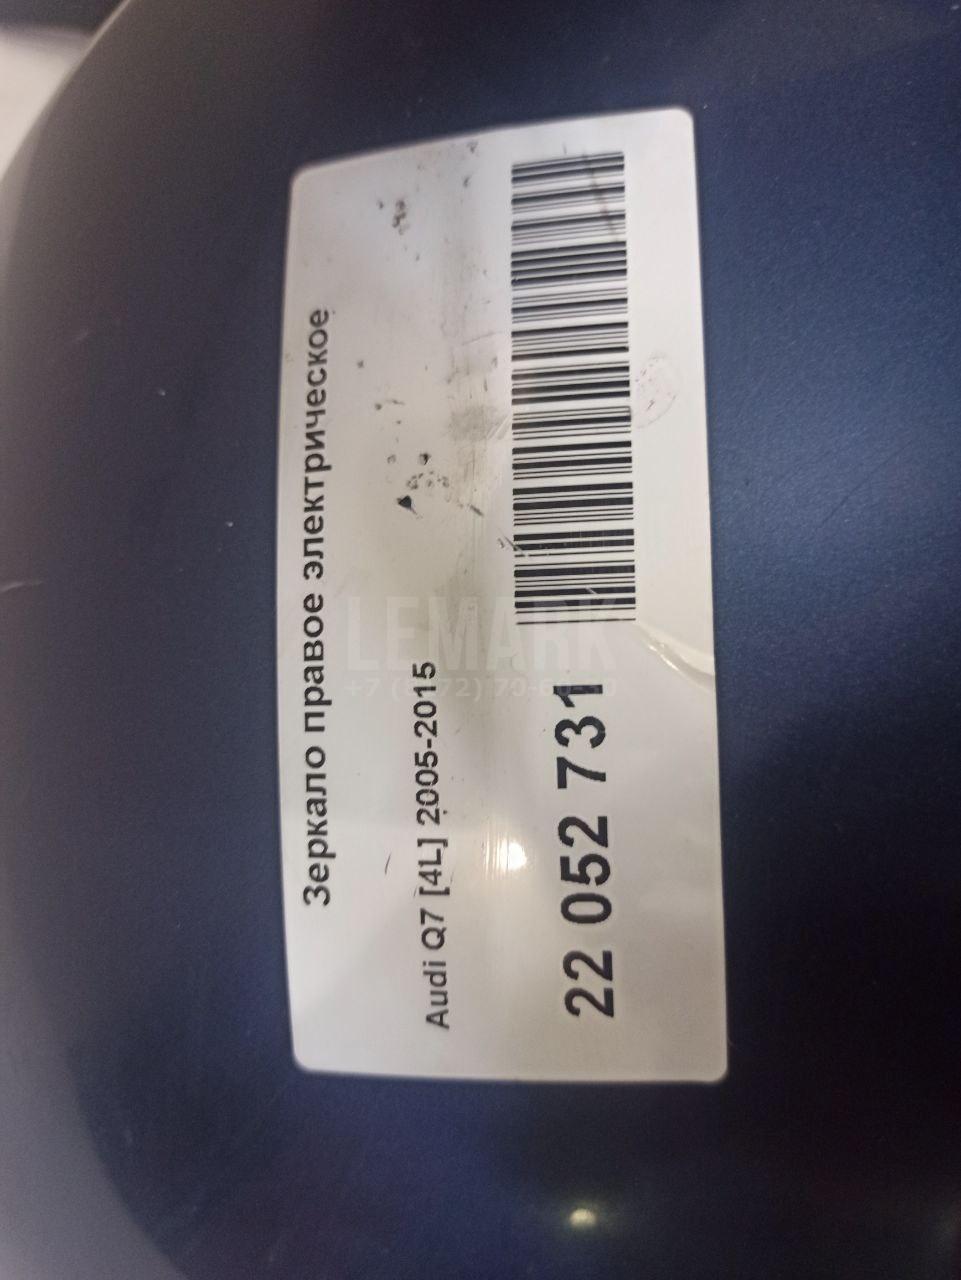 Зеркало правое электрическое
Audi Q7 [4L] 2005-2015
22 052 731
LEMARK